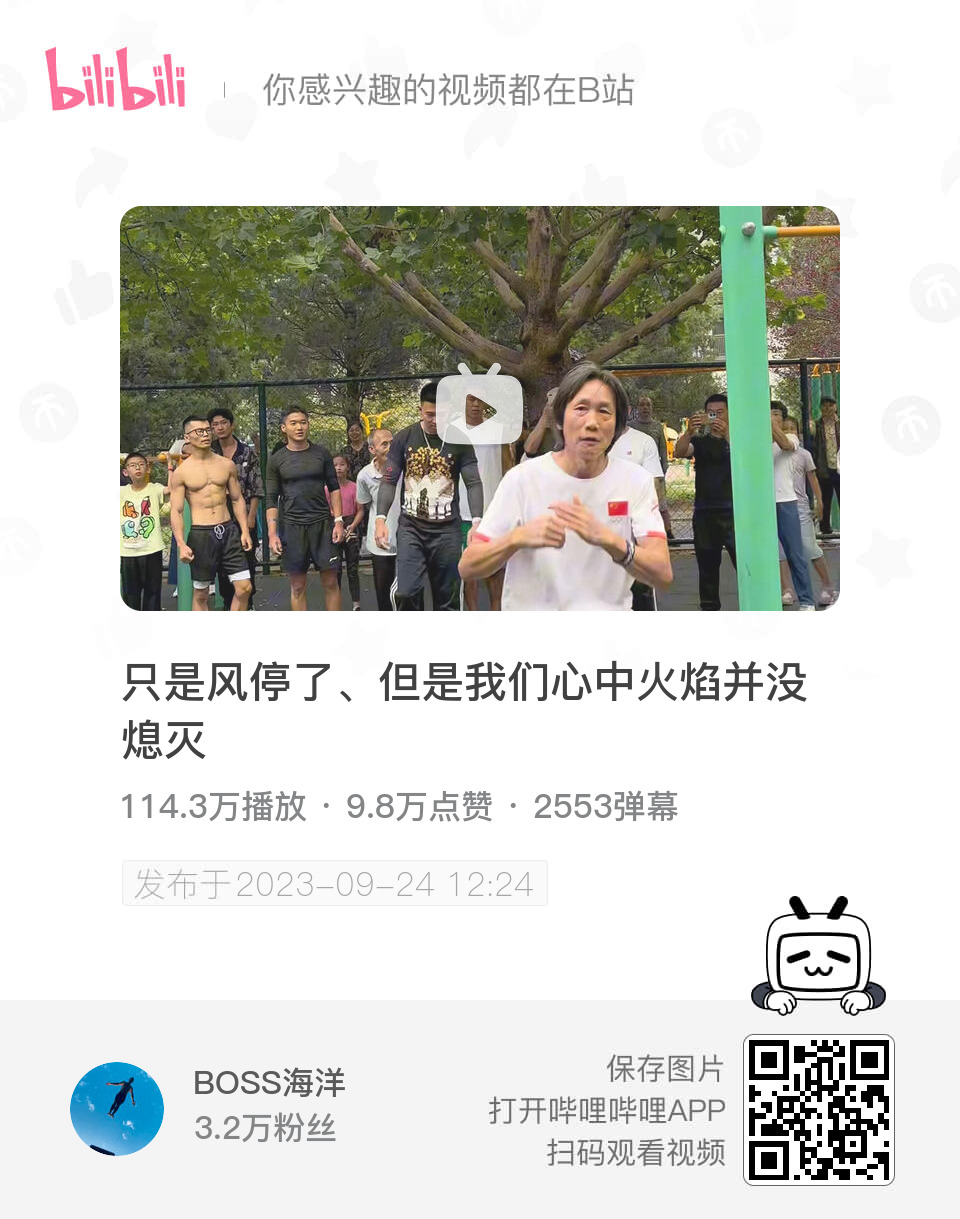 bilibili
你感兴趣的视频都在B站
只是风停了、但是我们心中火焰并没
熄灭
114.3万播放 · 9.8万点赞 · 2553弹幕
发布于2023-09-24 12:24
BOSS海洋
3.2万粉丝
保存图片
打开哔哩哔哩APP
扫码观看视频